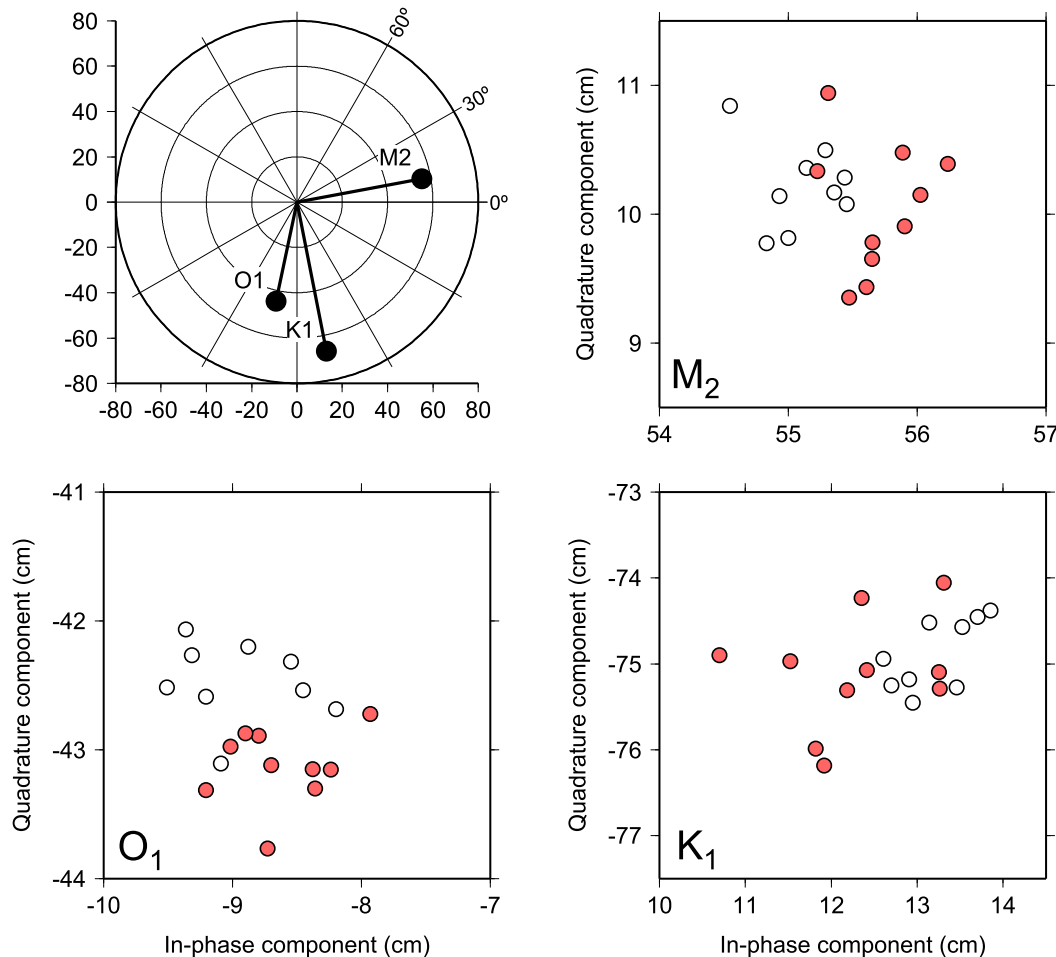 80
60
40
20
0
-20
-40
-60
-80
-80 -60 -40 -20 0 20 40 60 80
60º
30º
0º
M2
O1
K1
Quadrature component (cm)
11
10
9
M₂
54 55 56 57
Quadrature component (cm)
-41
-42
-43
-44
O₁
-10 -9 -8 -7
In-phase component (cm)
Quadrature component (cm)
-73
-74
-75
-76
-77
K₁
10 11 12 13 14
In-phase component (cm)